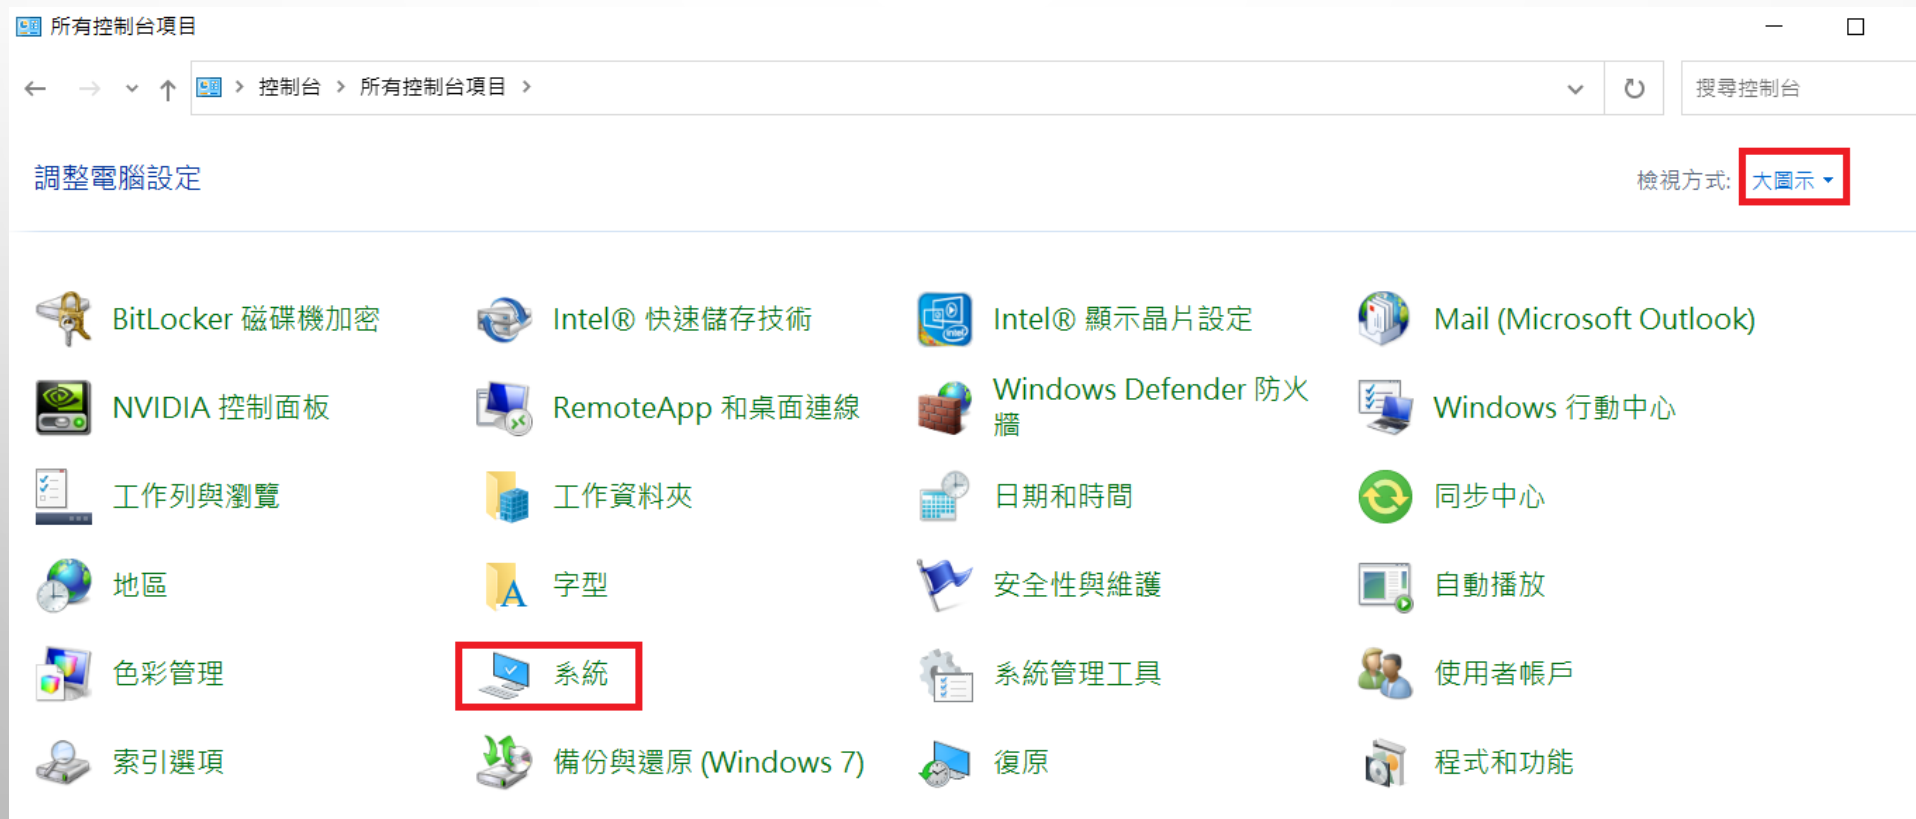 所有控制台項目
控制台 › 所有控制台項目 ›
搜尋控制台
調整電腦設定
檢視方式: 大圖示
BitLocker 磁碟機加密
Intel® 快速儲存技術
Intel® 顯示晶片設定
Mail (Microsoft Outlook)
NVIDIA 控制面板
RemoteApp 和桌面連線
Windows Defender 防火
牆
Windows 行動中心
工作列與瀏覽
工作資料夾
日期和時間
同步中心
地區
字型
安全性與維護
自動播放
色彩管理
系統
系統管理工具
使用者帳戶
索引選項
備份與還原 (Windows 7)
復原
程式和功能